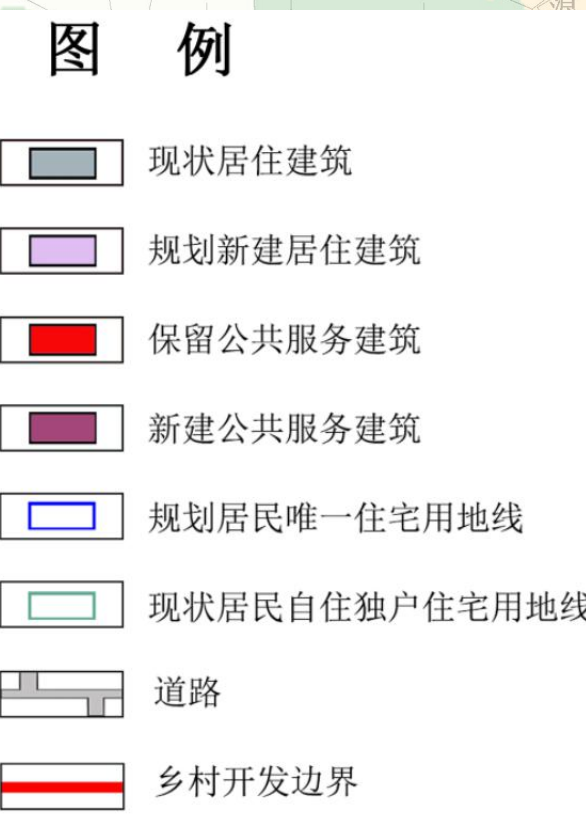 图 例
现状居住建筑
规划新建居住建筑
保留公共服务建筑
新建公共服务建筑
规划居民唯一住宅用地线
现状居民自住独户住宅用地线
道路
乡村开发边界